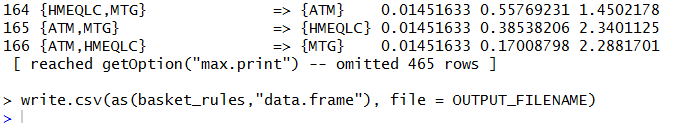 164 {HMEQLC,MTG} => {ATM} 0.01451633 0.55769231 1.4502178
165 {ATM,MTG} => {HMEQLC} 0.01451633 0.38538206 2.3401125
166 {ATM,HMEQLC} => {MTG} 0.01451633 0.17008798 2.2881701
[ reached getOption("max.print") -- omitted 465 rows ]
> write.csv(as(basket_rules,"data.frame"), file = OUTPUT_FILENAME)
>